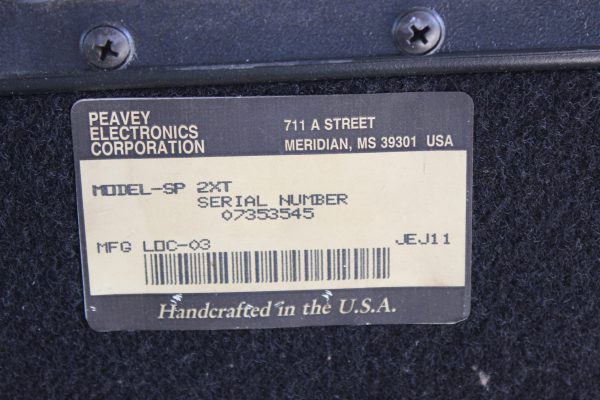 PEAVEY
ELECTRONICS
CORPORATION
711 A STREET
MERIDIAN, MS 39301 USA
MODEL-SP 2XT
SERIAL NUMBER
07353545
MFG LOC-03 JEJ11
Handcrafted in the U.S.A.